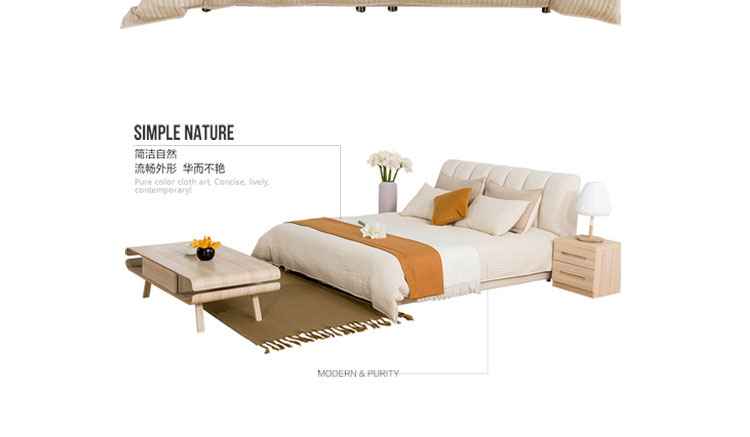 SIMPLE NATURE
简洁自然
流畅外形 华而不艳
Pure color cloth art, Concise, lively,
contemporary!
MODERN & PURITY